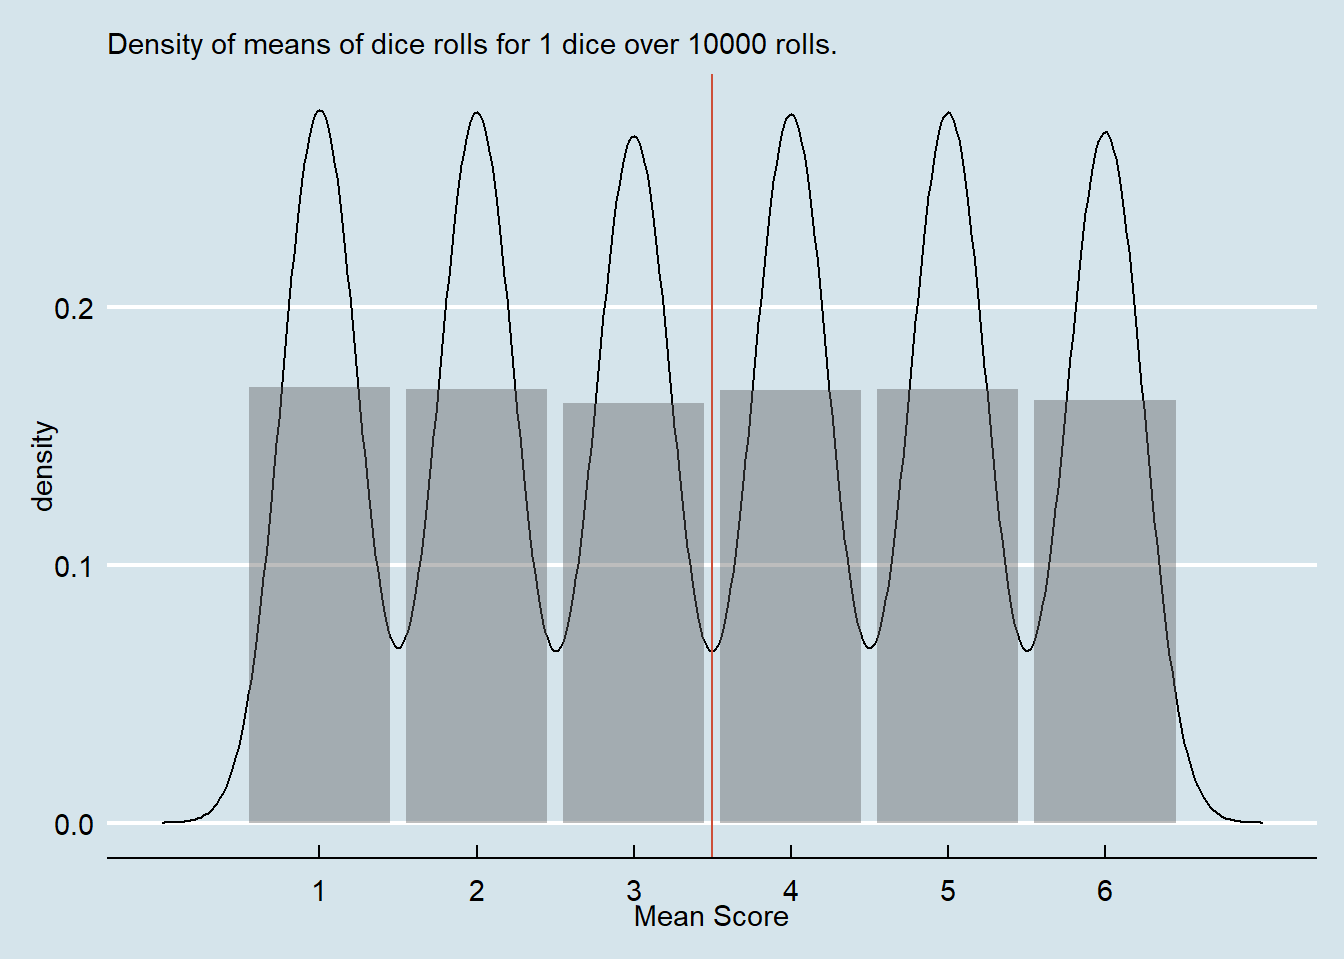 Density of means of dice rolls for 1 dice over 10000 rolls.
density
0.2
0.1
0.0
1 2 3 4 5 6
Mean Score